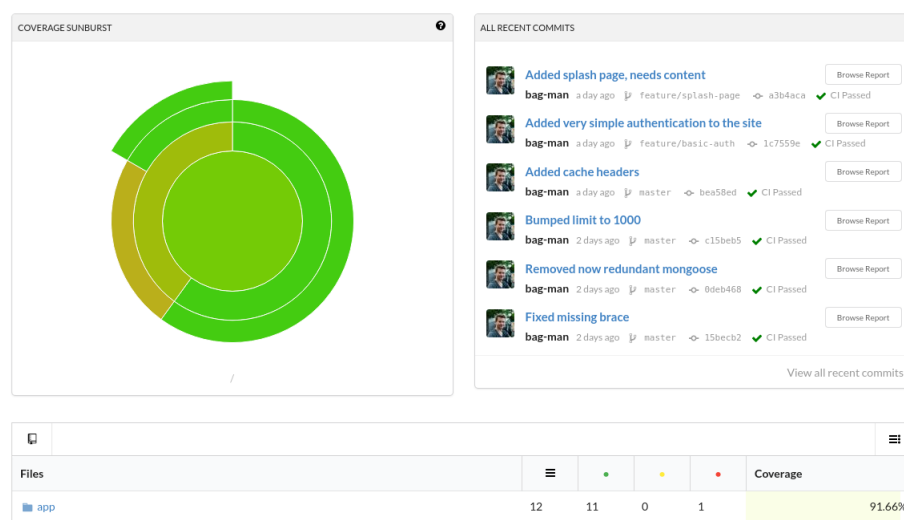 COVERAGE SUNBURST
/
ALL RECENT COMMITS
Added splash page, needs content
Browse Report
bag-man a day ago feature/splash-page a3b4aca CI Passed
Added very simple authentication to the site
Browse Report
bag-man a day ago feature/basic-auth 1c7559e CI Passed
Added cache headers
Browse Report
bag-man a day ago master bea58ed CI Passed
Bumped limit to 1000
Browse Report
bag-man 2 days ago master c15beb5 CI Passed
Removed now redundant mongoose
Browse Report
bag-man 2 days ago master 0deb468 CI Passed
Fixed missing brace
Browse Report
bag-man 2 days ago master 15becb2 CI Passed
View all recent commits
Files Coverage
app 12 11 0 1 91.66%